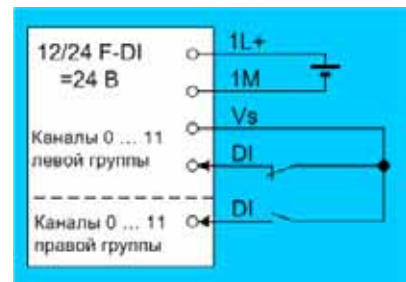 12/24 F-DI
=24 В
1L+
1M
Vs
Каналы 0 ... 11
левой группы
DI
DI
Каналы 0 ... 11
правой группы